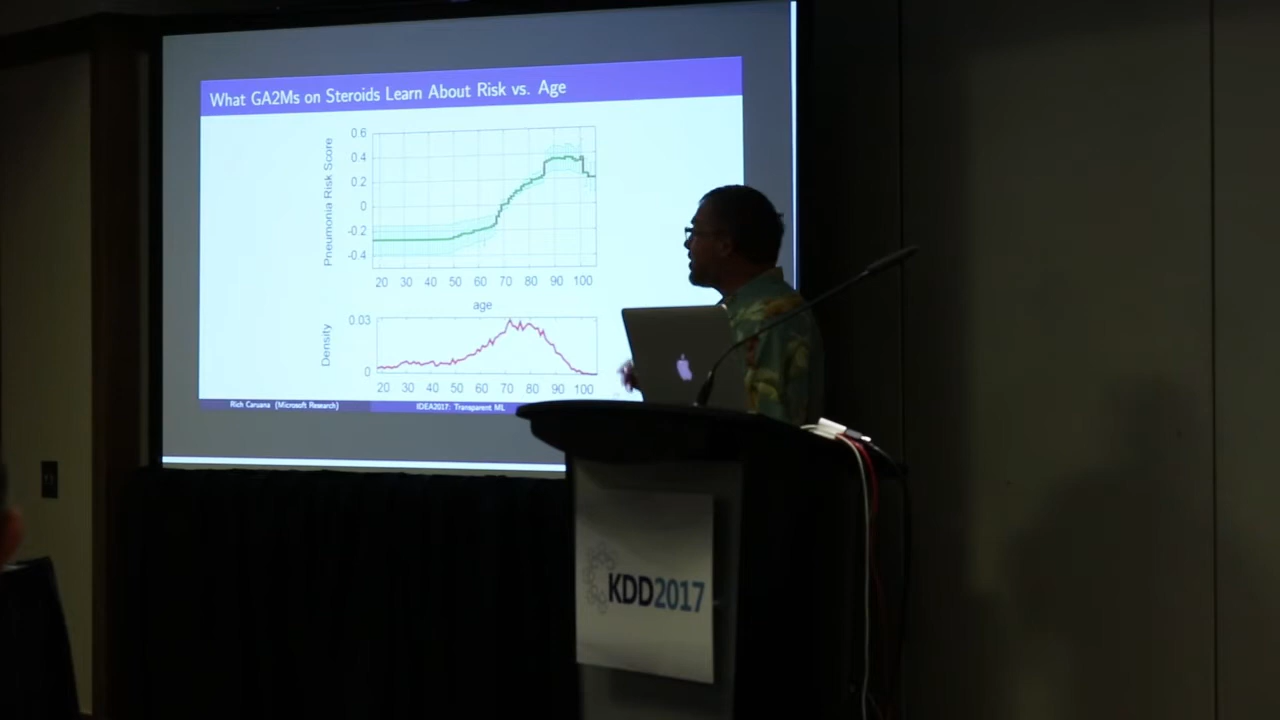 What GA2Ms on Steroids Learn About Risk vs. Age
Pneumonia Risk Score
0.6
0.4
0.2
0
-0.2
-0.4
20 30 40 50 60 70 80 90 100
age
Density
0.03
0
20 30 40 50 60 70 80 90 100
Rich Caruana (Microsoft Research)
IDEA2017: Transparent ML
KDD2017